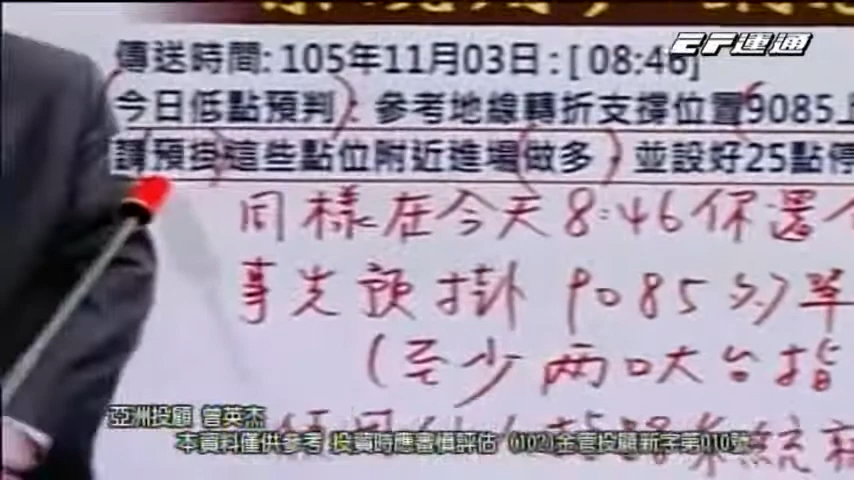 EF運通
傳送時間: 105年11月03日 : [ 08:46]
今日低點預判 : 參考地線轉折支撐位置9085上
請預掛這些點位附近進場做多，並設好25點停
同樣在今天8:46你還
事先預掛 9085的單
(至少兩口大台指
亞洲投顧 曾英杰
本資料僅供參考 投資時應審慎評估 (102)金管投顧新字第010號
系統